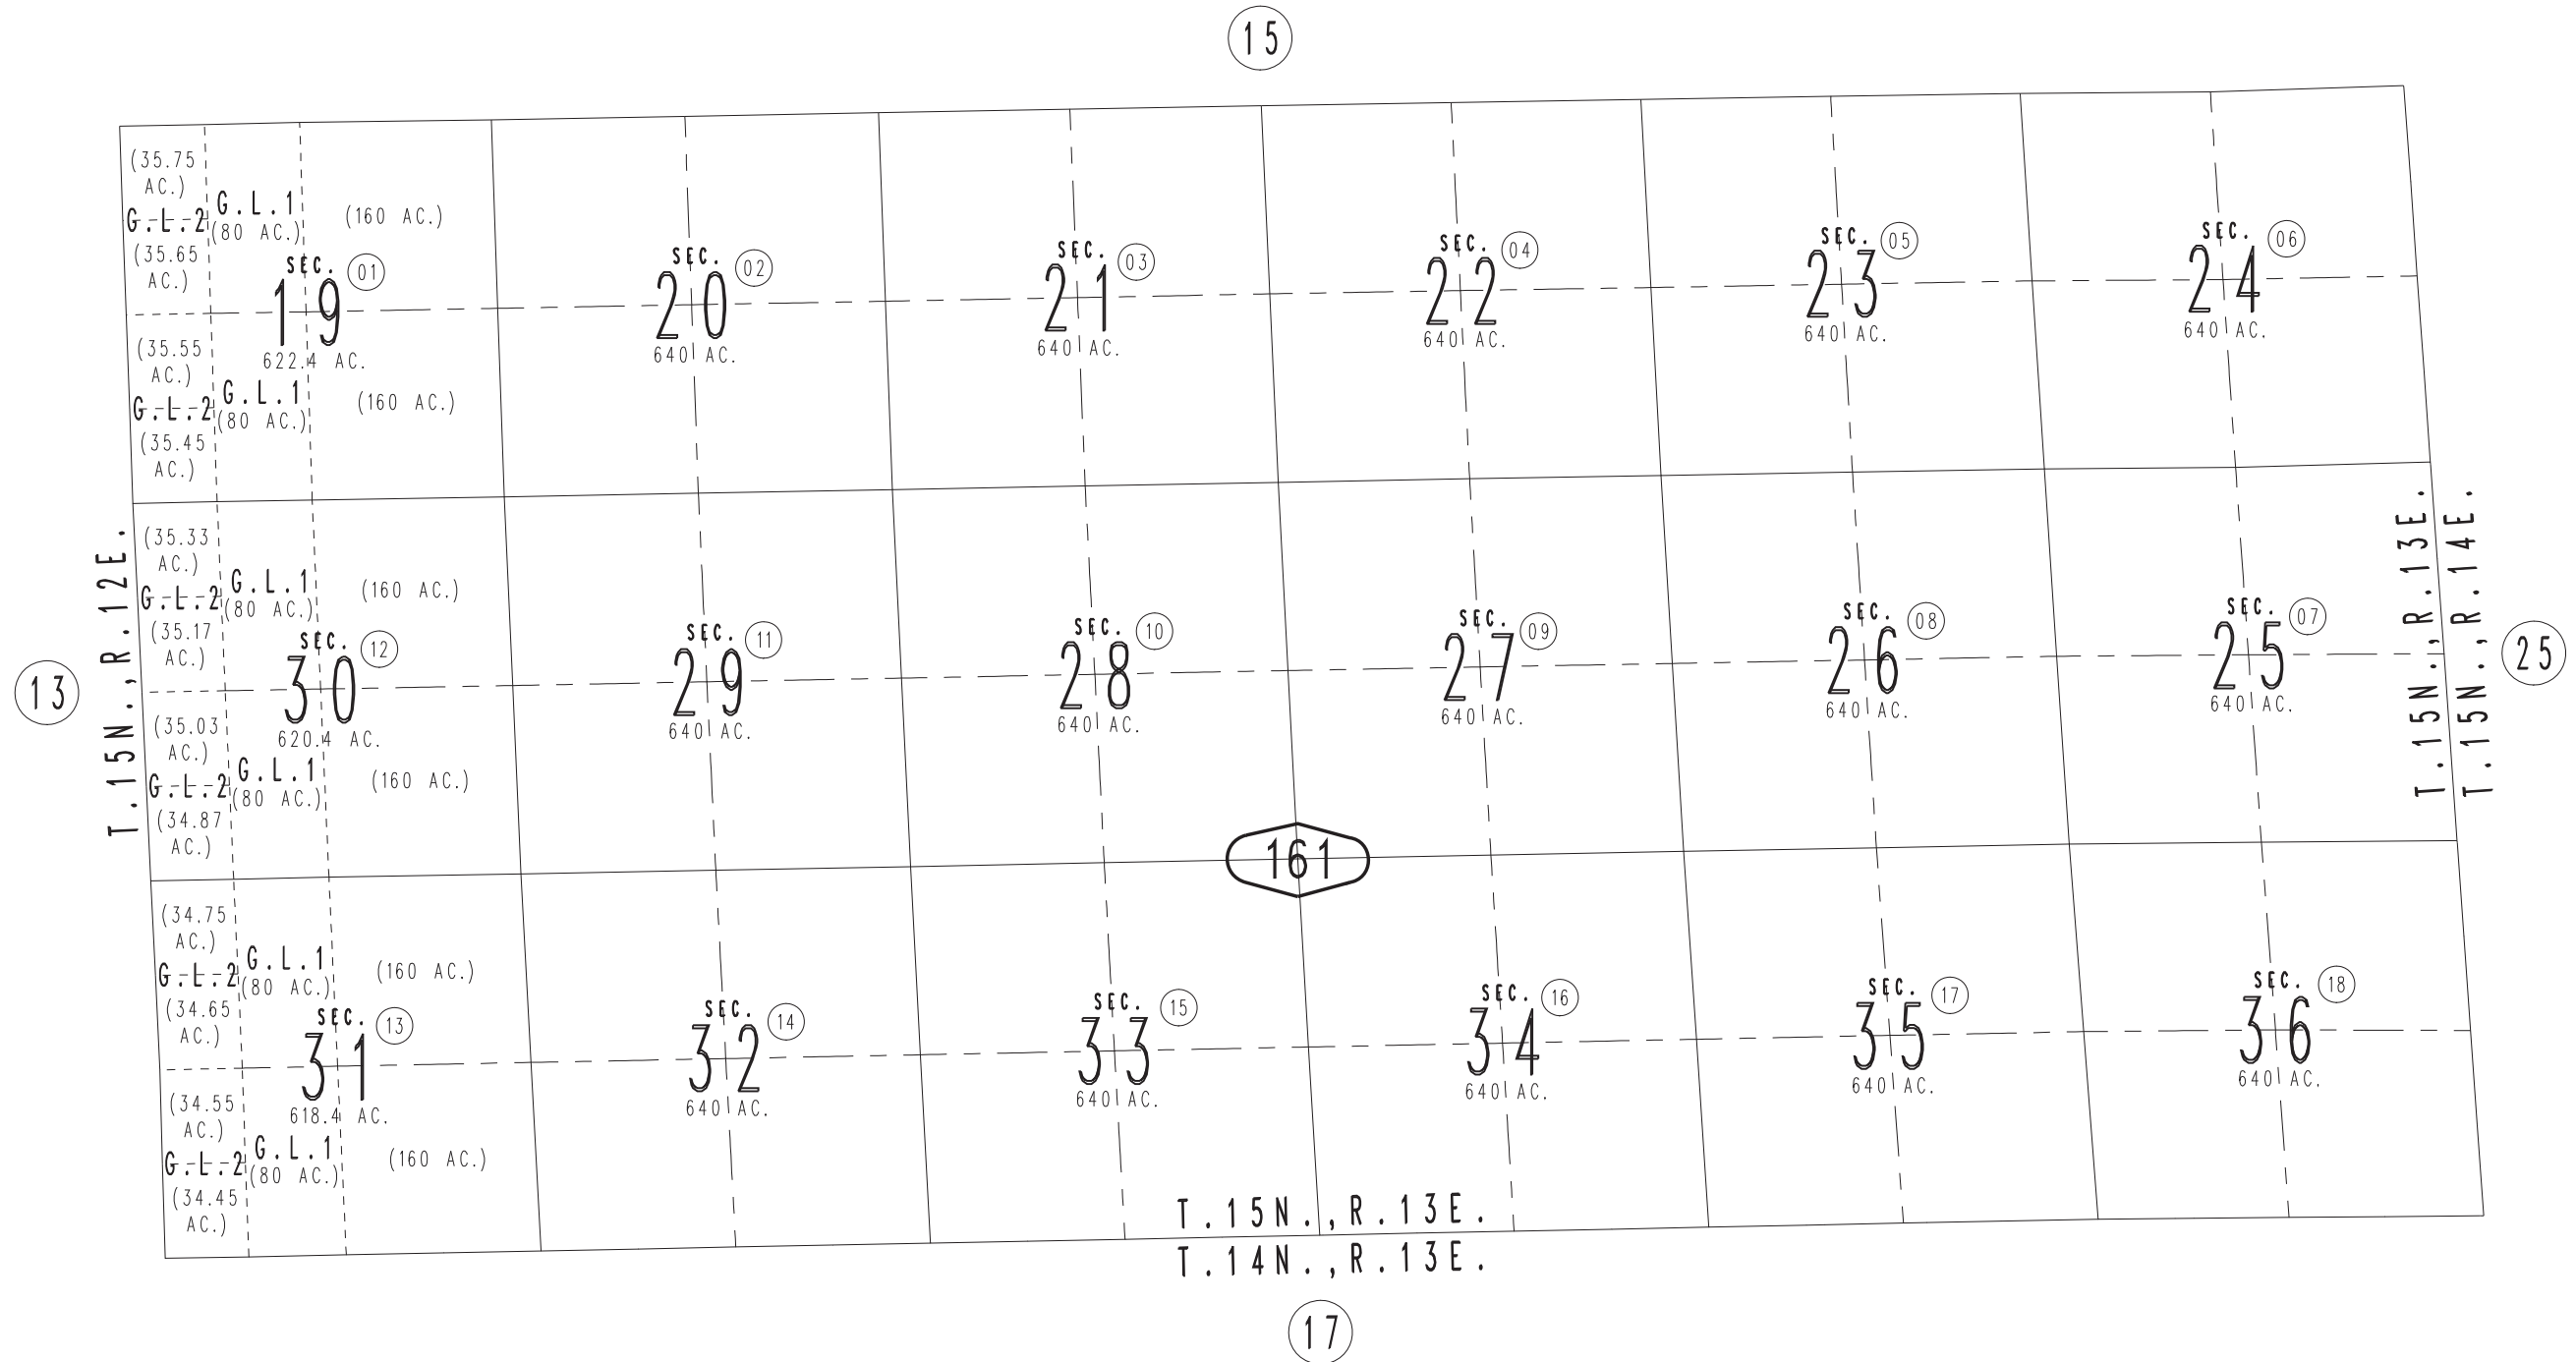 15
(35.75
AC.)
G.L.2
(35.65
AC.)
G.L.1
(80 AC.)
(160 AC.)
SEC.
19
01
622.4 AC.
(35.55
AC.)
G.L.2
(35.45
AC.)
G.L.1
(80 AC.)
(160 AC.)
SEC.
20
02
640 AC.
SEC.
21
03
640 AC.
SEC.
22
04
640 AC.
SEC.
23
05
640 AC.
SEC.
24
06
640 AC.
13
T.15N.,R.12E.
(35.33
AC.)
G.L.2
(35.17
AC.)
G.L.1
(80 AC.)
(160 AC.)
SEC.
30
12
620.4 AC.
(35.03
AC.)
G.L.2
(34.87
AC.)
G.L.1
(80 AC.)
(160 AC.)
SEC.
29
11
640 AC.
SEC.
28
10
640 AC.
SEC.
27
09
640 AC.
SEC.
26
08
640 AC.
SEC.
25
07
640 AC.
T.15N.,R.13E.
T.15N.,R.14E.
25
161
(34.75
AC.)
G.L.2
(34.65
AC.)
G.L.1
(80 AC.)
(160 AC.)
SEC.
31
13
618.4 AC.
(34.55
AC.)
G.L.2
(34.45
AC.)
G.L.1
(80 AC.)
(160 AC.)
SEC.
32
14
640 AC.
SEC.
33
15
640 AC.
SEC.
34
16
640 AC.
SEC.
35
17
640 AC.
SEC.
36
18
640 AC.
T.15N.,R.13E.
T.14N.,R.13E.
17